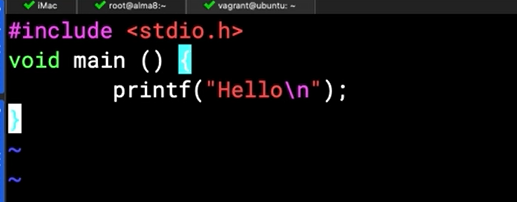 iMac root@alma8:~ vagrant@ubuntu: ~
#include <stdio.h>
void main () {
        printf("Hello\n");
}
~
~